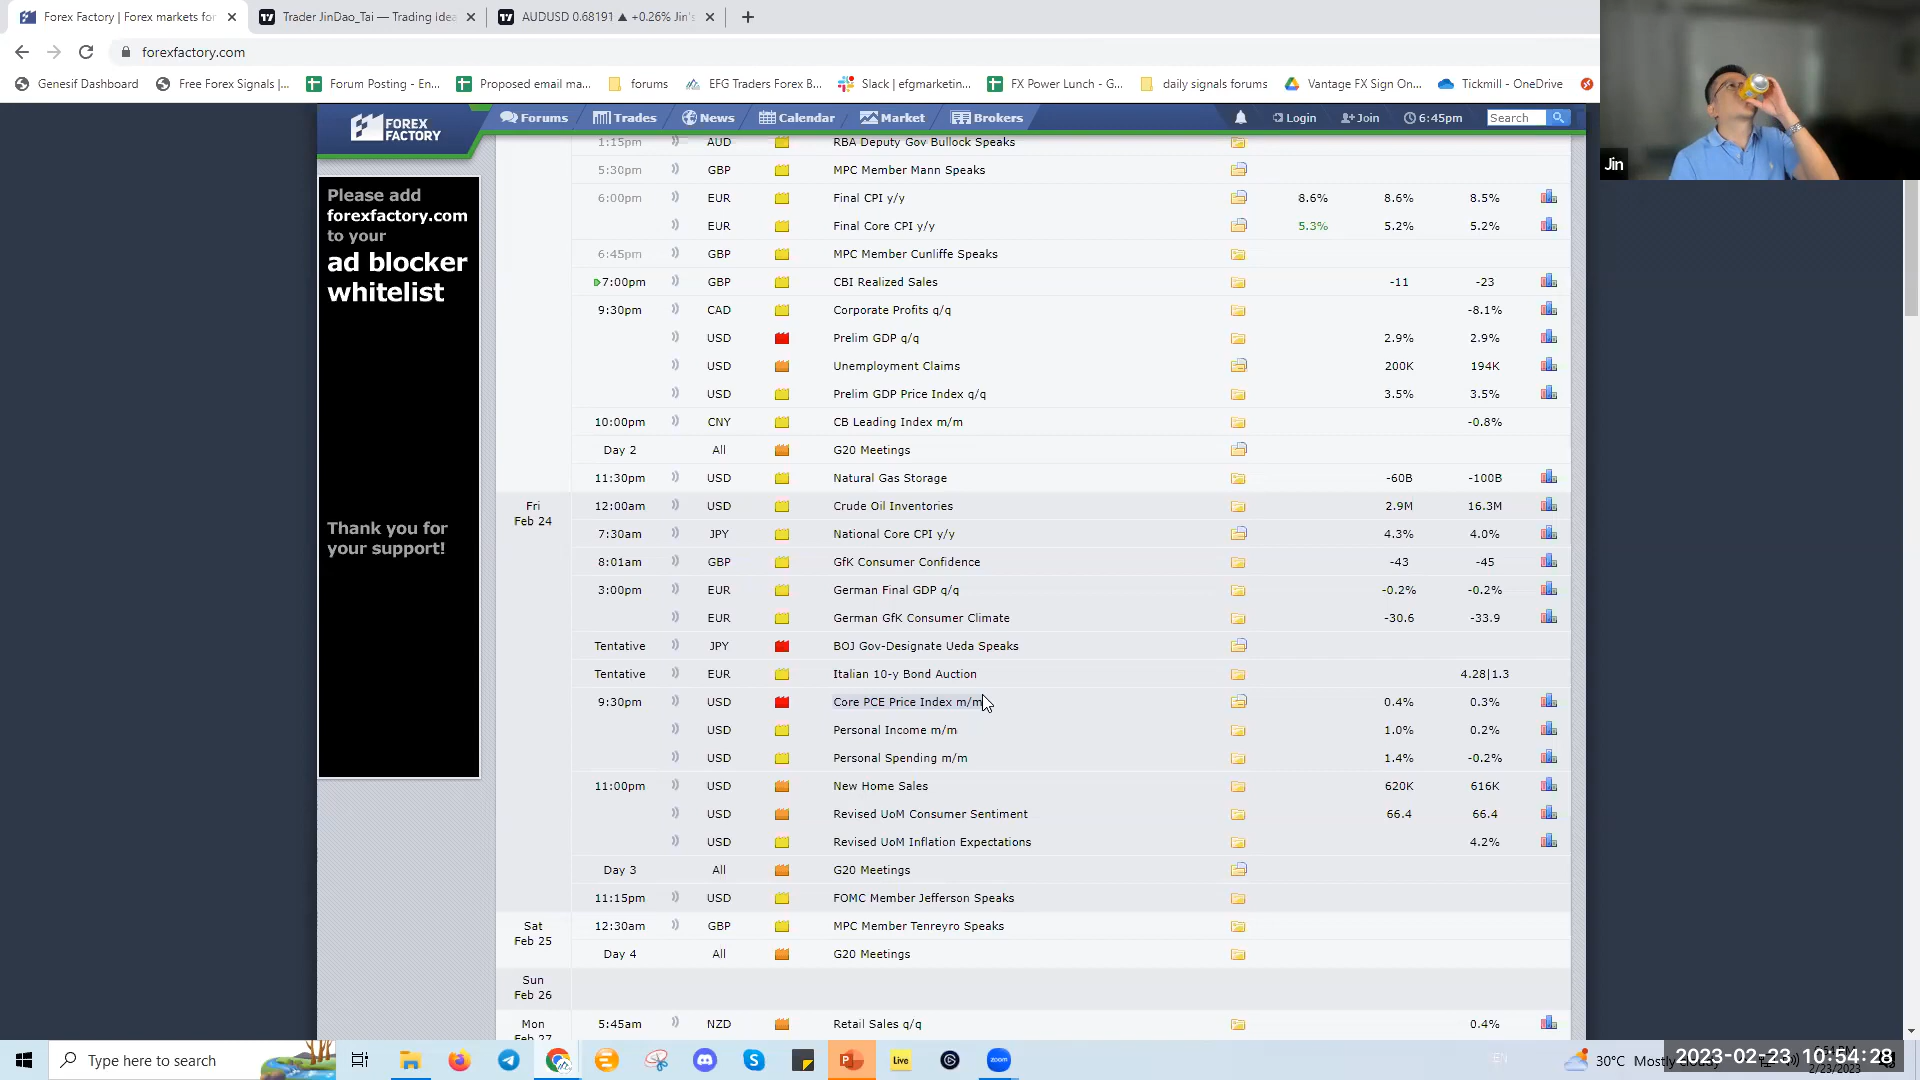 Forex Factory | Forex markets for
Trader JinDao_Tai — Trading Idea
AUDUSD 0.68191 ▲ +0.26% Jin's
forexfactory.com
Genesif Dashboard
Free Forex Signals |...
Forum Posting - En...
Proposed email ma...
forums
EFG Traders Forex B...
Slack | efgmarketin...
FX Power Lunch - G...
daily signals forums
Vantage FX Sign On...
Tickmill - OneDrive
FOREX FACTORY
Forums
Trades
News
Calendar
Market
Brokers
Login
Join
6:45pm
Search
Jin
Please add
forexfactory.com
to your
ad blocker
whitelist
Thank you for
your support!
1:15pm AUD RBA Deputy Gov Bullock Speaks
5:30pm GBP MPC Member Mann Speaks
6:00pm EUR Final CPI y/y 8.6% 8.6% 8.5%
EUR Final Core CPI y/y 5.3% 5.2% 5.2%
6:45pm GBP MPC Member Cunliffe Speaks
7:00pm GBP CBI Realized Sales -11 -23
9:30pm CAD Corporate Profits q/q -8.1%
USD Prelim GDP q/q 2.9% 2.9%
USD Unemployment Claims 200K 194K
USD Prelim GDP Price Index q/q 3.5% 3.5%
10:00pm CNY CB Leading Index m/m -0.8%
Day 2 All G20 Meetings
11:30pm USD Natural Gas Storage -60B -100B
Fri Feb 24 12:00am USD Crude Oil Inventories 2.9M 16.3M
7:30am JPY National Core CPI y/y 4.3% 4.0%
8:01am GBP GfK Consumer Confidence -43 -45
3:00pm EUR German Final GDP q/q -0.2% -0.2%
EUR German GfK Consumer Climate -30.6 -33.9
Tentative JPY BOJ Gov-Designate Ueda Speaks
Tentative EUR Italian 10-y Bond Auction 4.28|1.3
9:30pm USD Core PCE Price Index m/m 0.4% 0.3%
USD Personal Income m/m 1.0% 0.2%
USD Personal Spending m/m 1.4% -0.2%
11:00pm USD New Home Sales 620K 616K
USD Revised UoM Consumer Sentiment 66.4 66.4
USD Revised UoM Inflation Expectations 4.2%
Day 3 All G20 Meetings
11:15pm USD FOMC Member Jefferson Speaks
Sat Feb 25 12:30am GBP MPC Member Tenreyro Speaks
Day 4 All G20 Meetings
Sun Feb 26
Mon Feb 27 5:45am NZD Retail Sales q/q 0.4%
Type here to search
Live
zoom
30°C Mostly cloudy
2023-02-23 10:54:28
2/23/2023